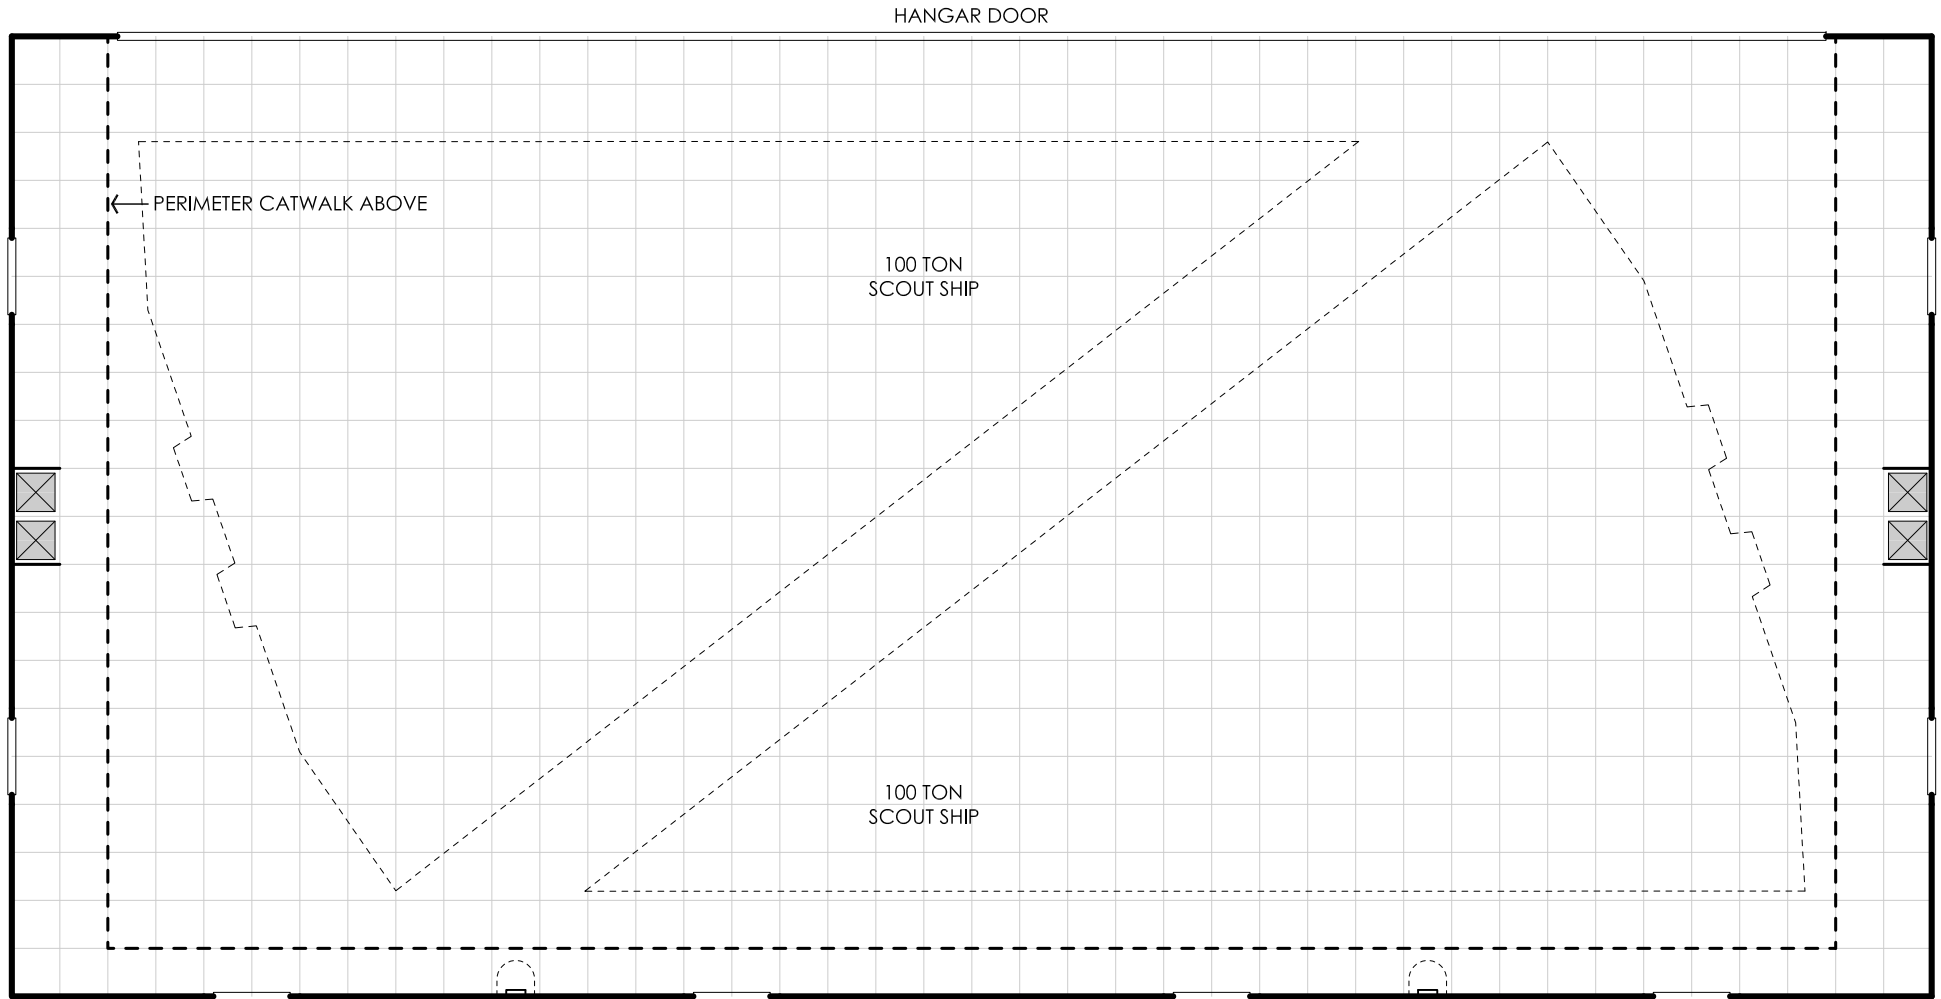 HANGAR DOOR
PERIMETER CATWALK ABOVE
100 TON
SCOUT SHIP
100 TON
SCOUT SHIP